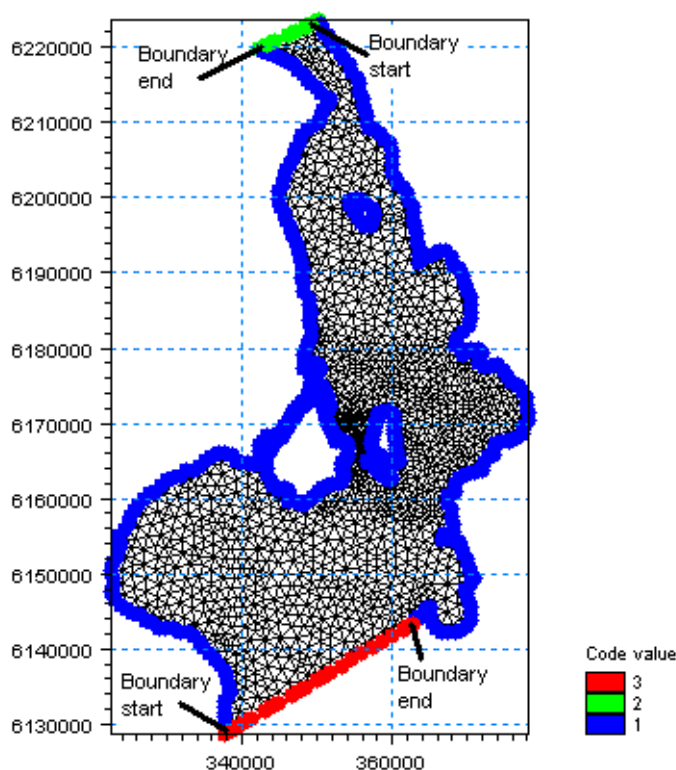 6220000
6210000
6200000
6190000
6180000
6170000
6160000
6150000
6140000
6130000
340000
360000
Boundary
end
Boundary
start
Boundary
start
Boundary
end
Code value
3
2
1